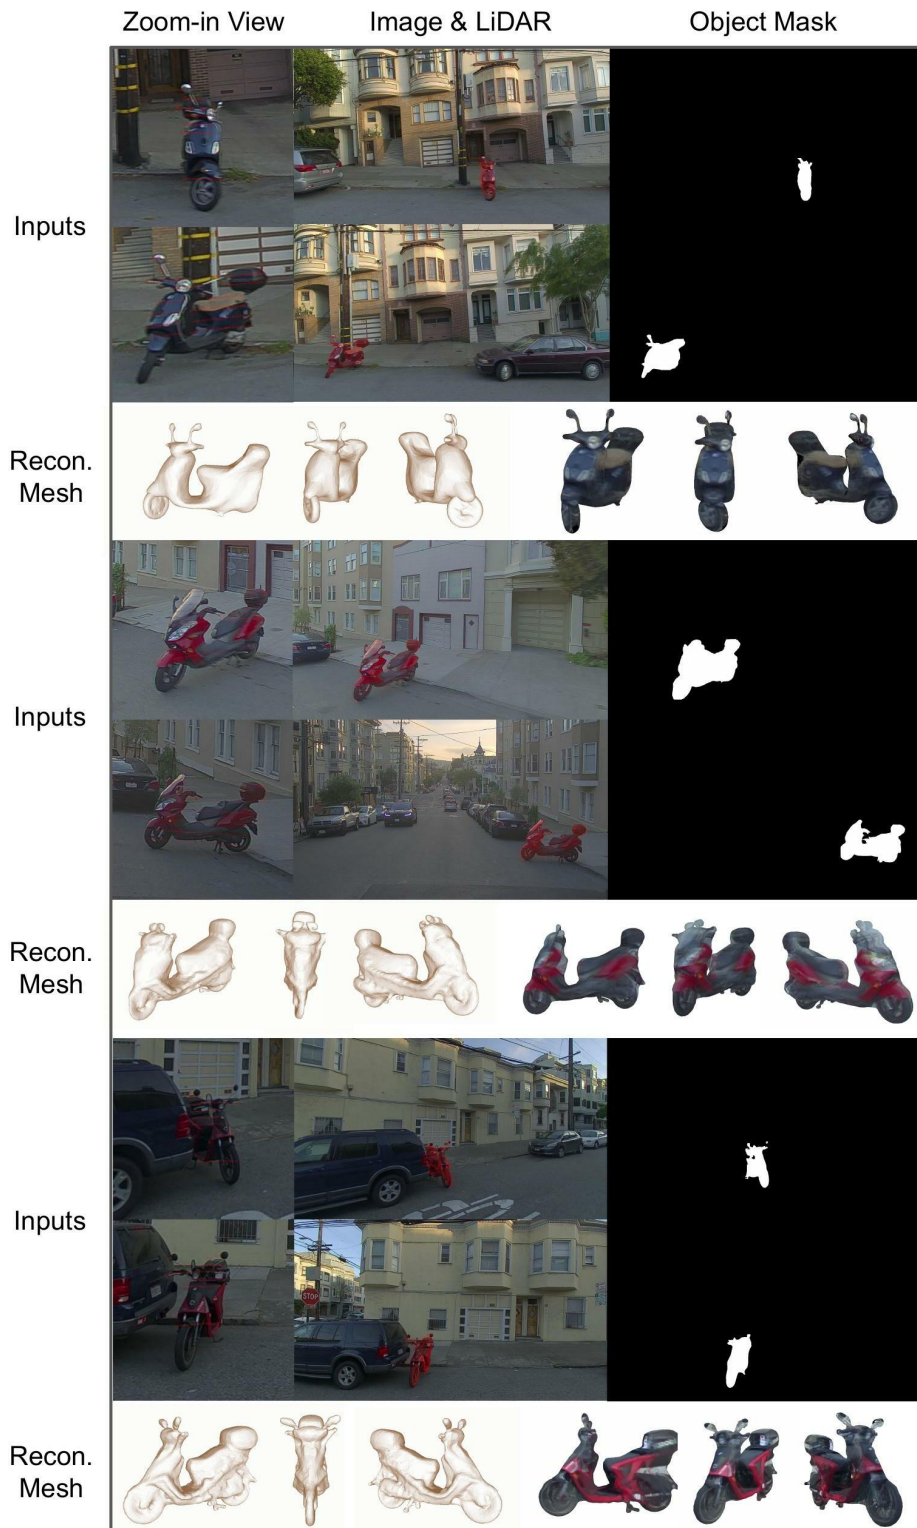 Zoom-in View
Image & LiDAR
Object Mask
Inputs
Recon.
Mesh
Inputs
Recon.
Mesh
Inputs
STOP
Recon.
Mesh